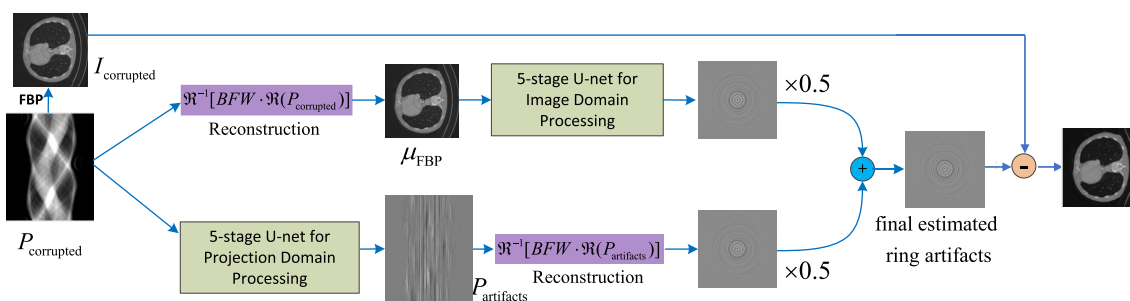 I_corrupted
FBP
P_corrupted
ℜ⁻¹[BFW · ℜ(P_corrupted)]
Reconstruction
μ_FBP
5-stage U-net for
Image Domain
Processing
×0.5
5-stage U-net for
Projection Domain
Processing
P_artifacts
ℜ⁻¹[BFW · ℜ(P_artifacts)]
Reconstruction
×0.5
+
final estimated
ring artifacts
-